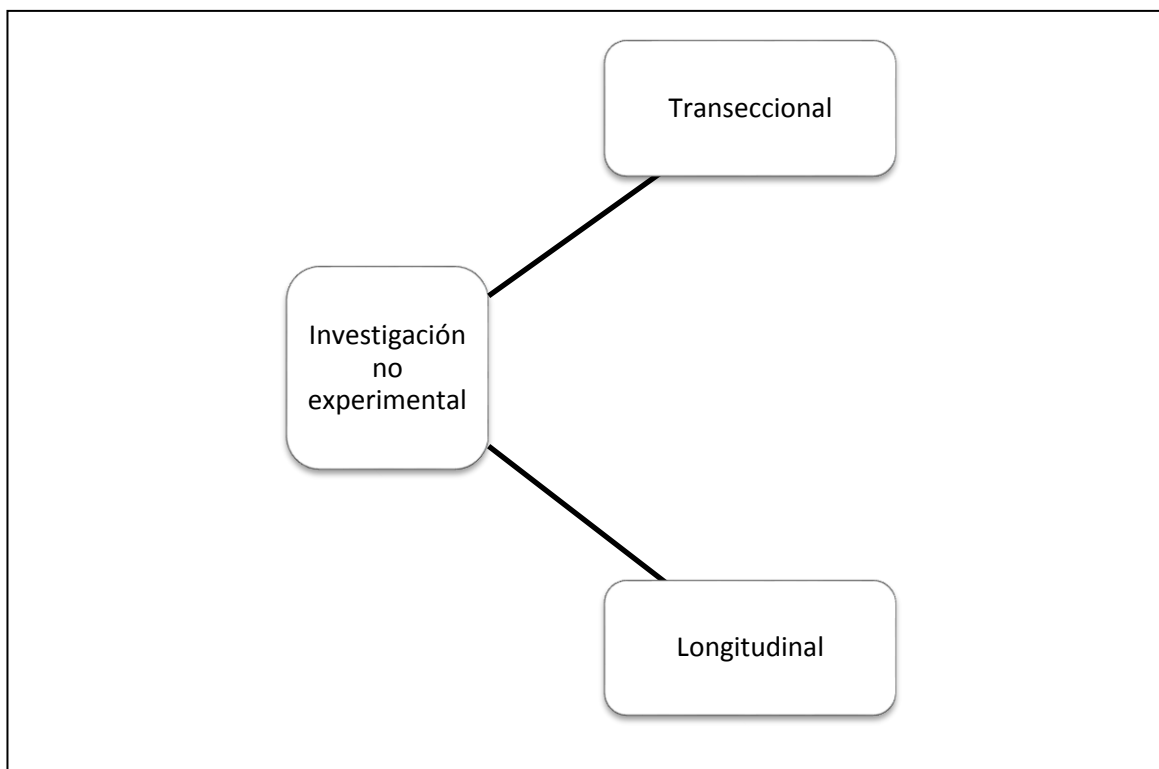 Transeccional
Investigación
no
experimental
Longitudinal